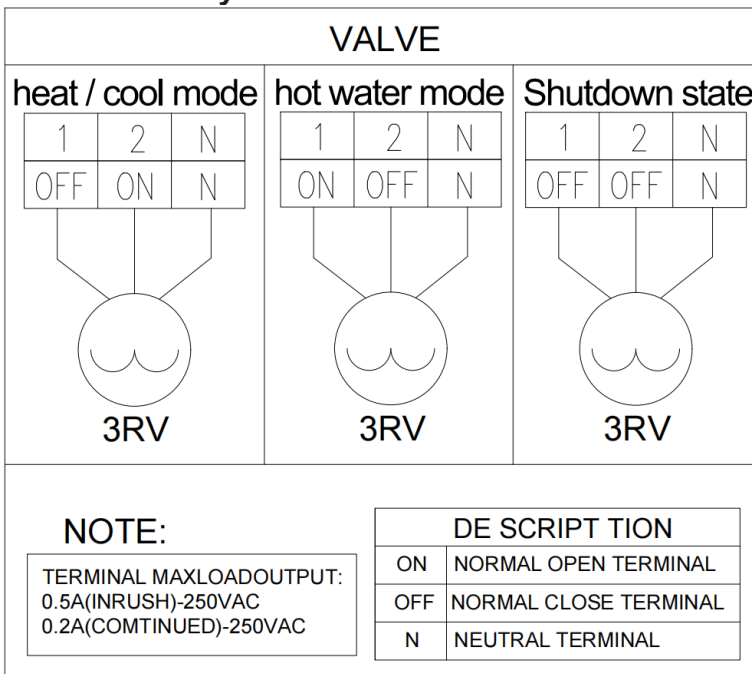 VALVE
heat / cool mode
1 2 N
OFF ON N
3RV
hot water mode
1 2 N
ON OFF N
3RV
Shutdown state
1 2 N
OFF OFF N
3RV
NOTE:
TERMINAL MAXLOADOUTPUT:
0.5A(INRUSH)-250VAC
0.2A(COMTINUED)-250VAC
DE SCRIPT TION
ON NORMAL OPEN TERMINAL
OFF NORMAL CLOSE TERMINAL
N NEUTRAL TERMINAL